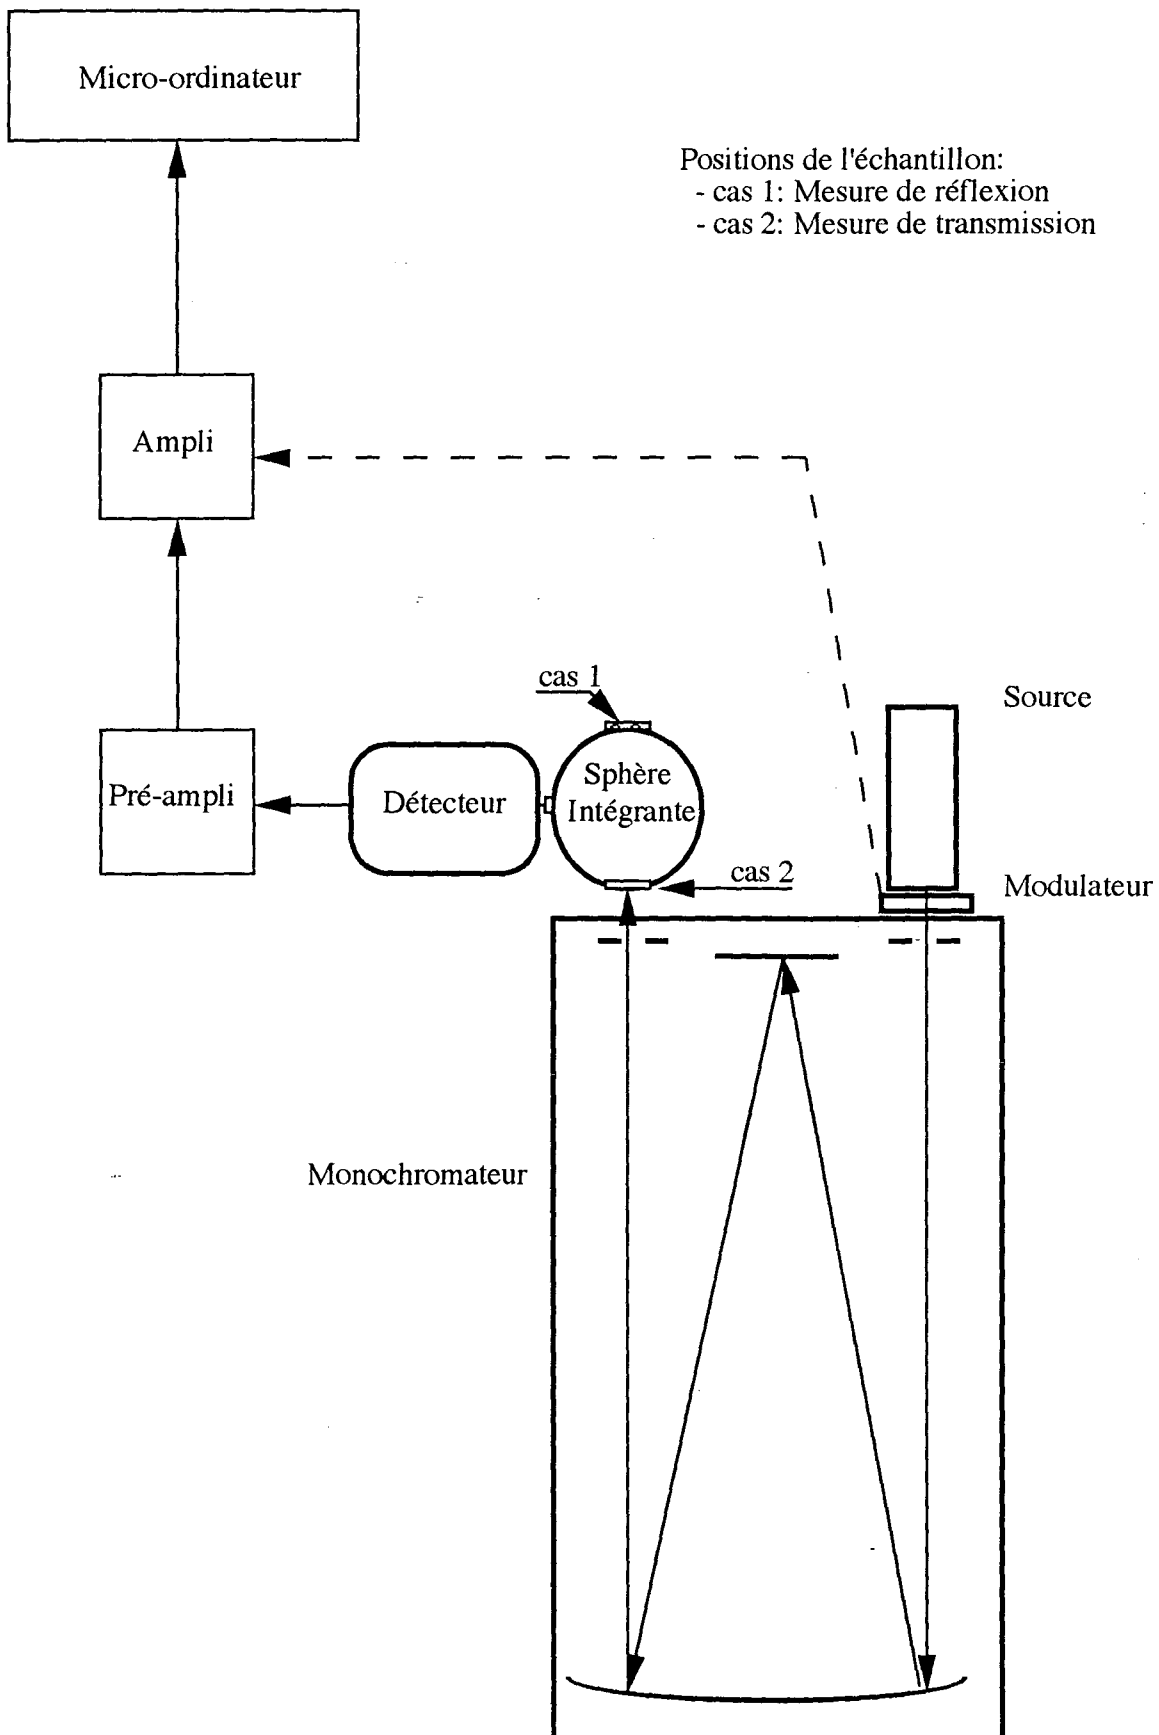 Micro-ordinateur
Positions de l'échantillon:
- cas 1: Mesure de réflexion
- cas 2: Mesure de transmission
Ampli
cas 1
Source
Sphère
Intégrante
Pré-ampli
Détecteur
cas 2
Modulateur
Monochromateur